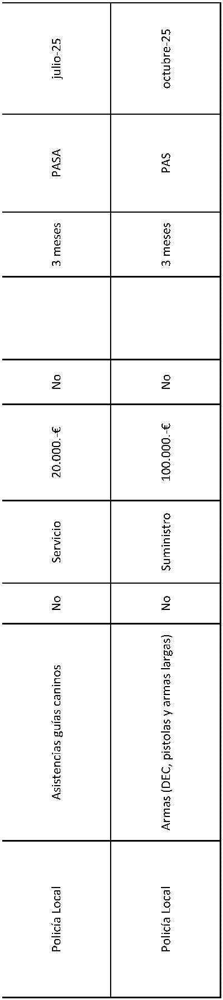 Policía Local
Asistencias guías caninos
No
Servicio
20.000.-€
No
3 meses
PASA
julio-25
Policía Local
Armas (DEC, pistolas y armas largas)
No
Suministro
100.000.-€
No
3 meses
PAS
octubre-25